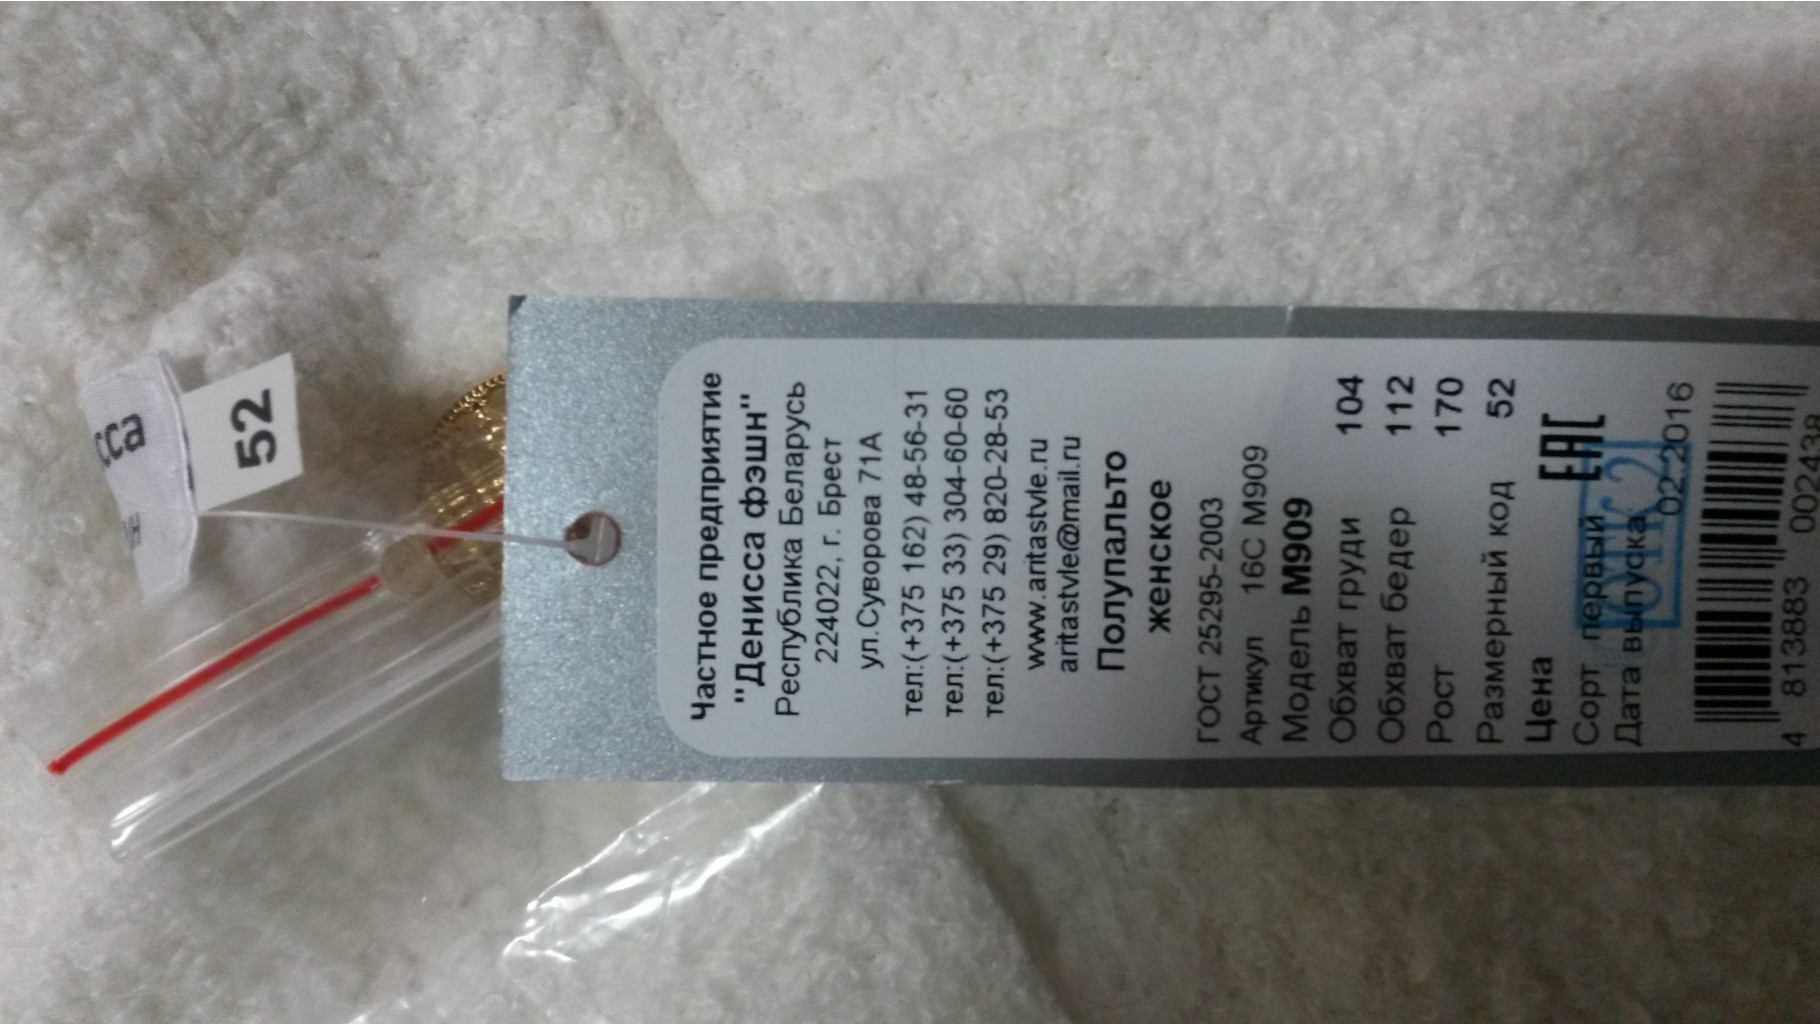 Частное предприятие
"Денисса фэшн"
Республика Беларусь
224022, г. Брест
ул.Суворова 71А
тел:(+375 162) 48-56-31
тел:(+375 33) 304-60-60
тел:(+375 29) 820-28-53
www.aritastyle.ru
aritastyle@mail.ru
Полупальто
женское
ГОСТ 25295-2003
Артикул 16С М909
Модель М909
Обхват груди 104
Обхват бедер 112
Рост 170
Размерный код 52
Цена EAC
Сорт первый
Дата выпуска 02.2016
4 813883 002438
сса
52